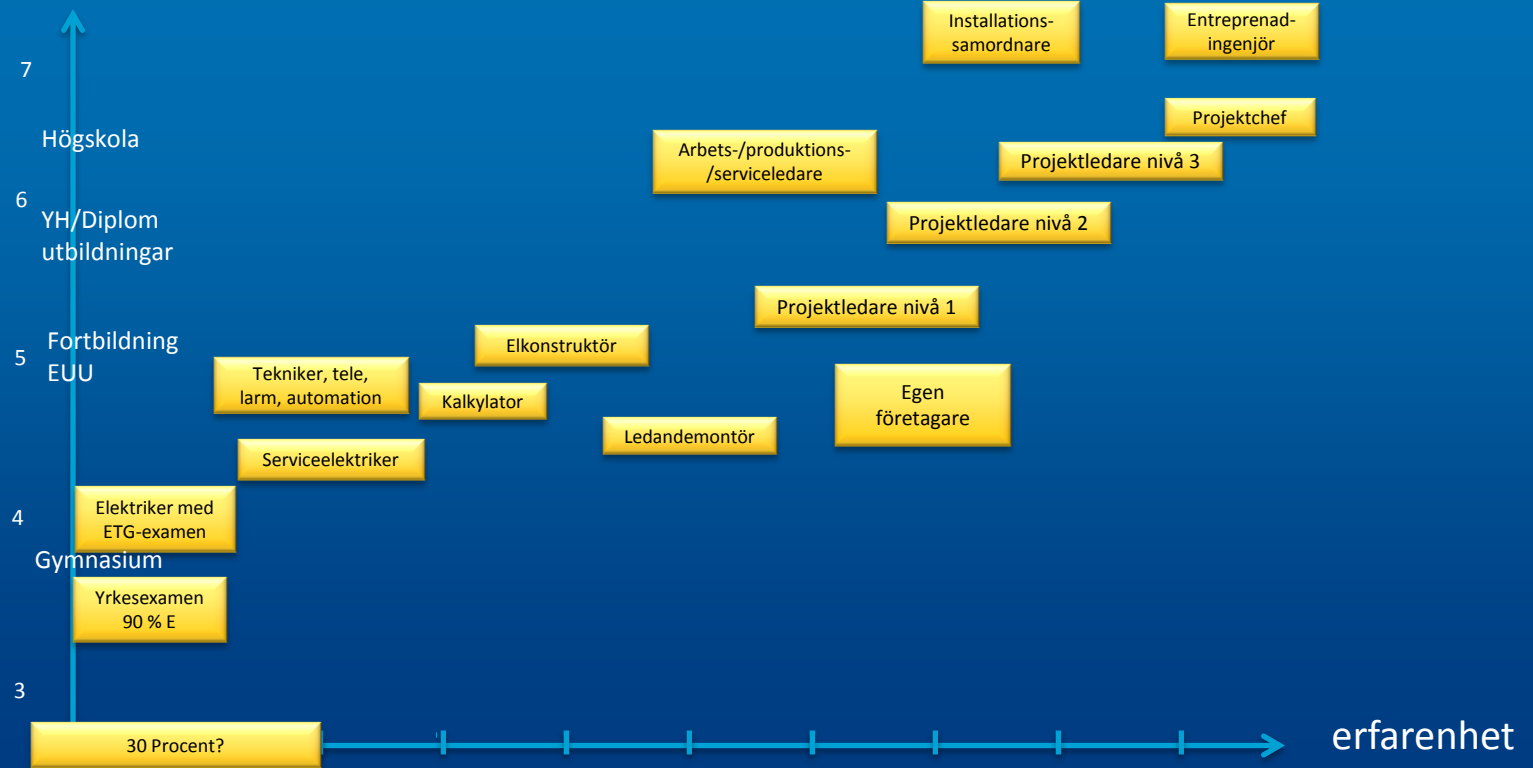 Installations-
samordnare
Entreprenad-
ingenjör
7
Projektchef
Högskola
Arbets-/produktions-
/serviceledare
Projektledare nivå 3
6
YH/Diplom
utbildningar
Projektledare nivå 2
Projektledare nivå 1
Fortbildning
EUU
5
Elkonstruktör
Tekniker, tele,
larm, automation
Kalkylator
Egen
företagare
Ledandemontör
Serviceelektriker
Elektriker med
ETG-examen
4
Gymnasium
Yrkesexamen
90 % E
3
30 Procent?
erfarenhet